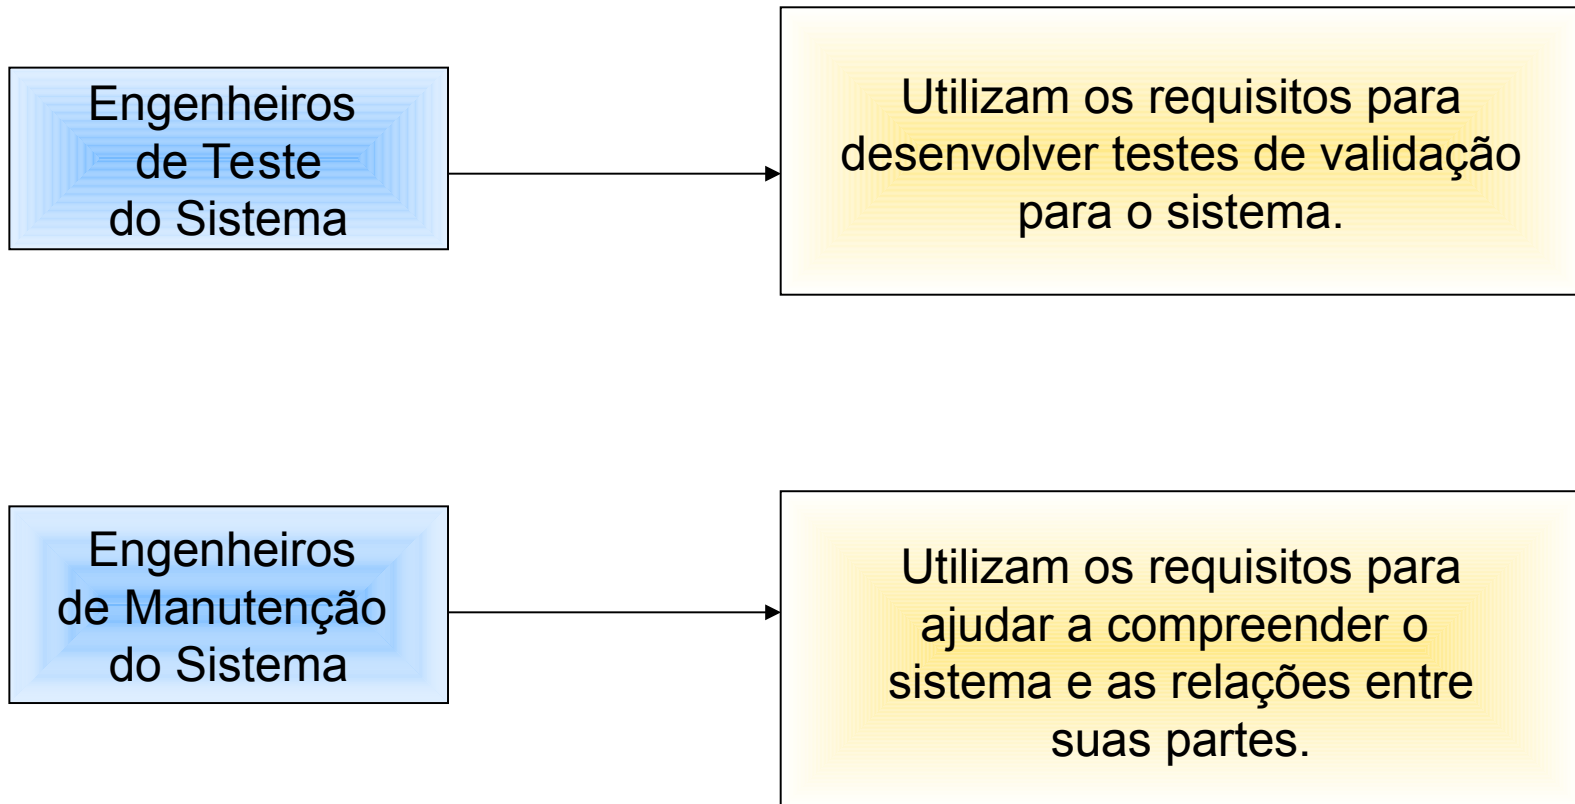 Engenheiros
de Teste
do Sistema
Utilizam os requisitos para
desenvolver testes de validação
para o sistema.
Engenheiros
de Manutenção
do Sistema
Utilizam os requisitos para
ajudar a compreender o
sistema e as relações entre
suas partes.